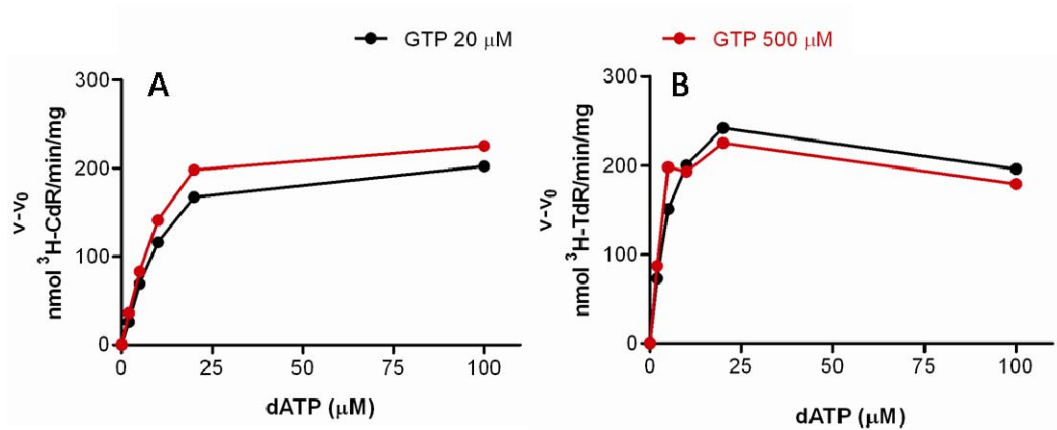 GTP 20 μM
GTP 500 μM
A
300
200
100
0
v-v₀
nmol ³H-CdR/min/mg
0 25 50 75 100
dATP (μM)
B
300
200
100
0
v-v₀
nmol ³H-TdR/min/mg
0 25 50 75 100
dATP (μM)